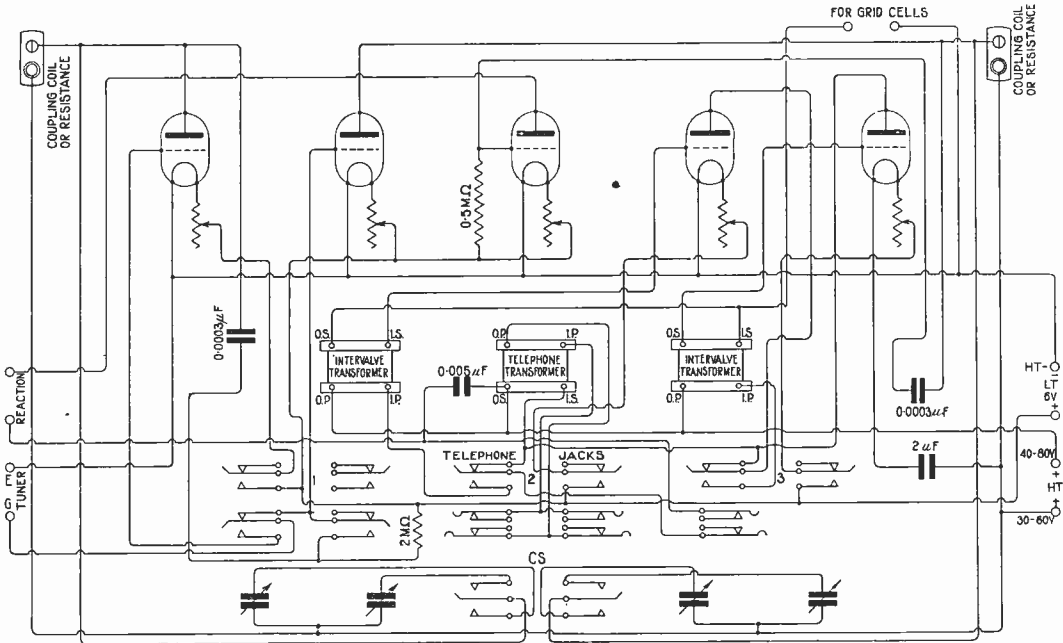 FOR GRID CELLS
COUPLING COIL
OR RESISTANCE
COUPLING COIL
OR RESISTANCE
0·5MΩ
0·0003μF
O.S. I.S.
INTERVALVE
TRANSFORMER
O.P. I.P.
0·005μF
O.P. I.P.
TELEPHONE
TRANSFORMER
O.S. I.S.
O.S. I.S.
INTERVALVE
TRANSFORMER
O.P. I.P.
0·0003μF
HT-
-
LT
6V
+
REACTION
TELEPHONE JACKS
1 2 3
2μF
40-80V
+
HT
+
30-60V
E
TUNER
G
2MΩ
CS